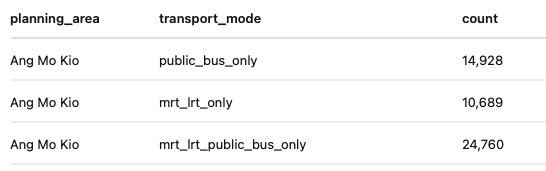 planning_area transport_mode count
Ang Mo Kio public_bus_only 14,928
Ang Mo Kio mrt_lrt_only 10,689
Ang Mo Kio mrt_lrt_public_bus_only 24,760